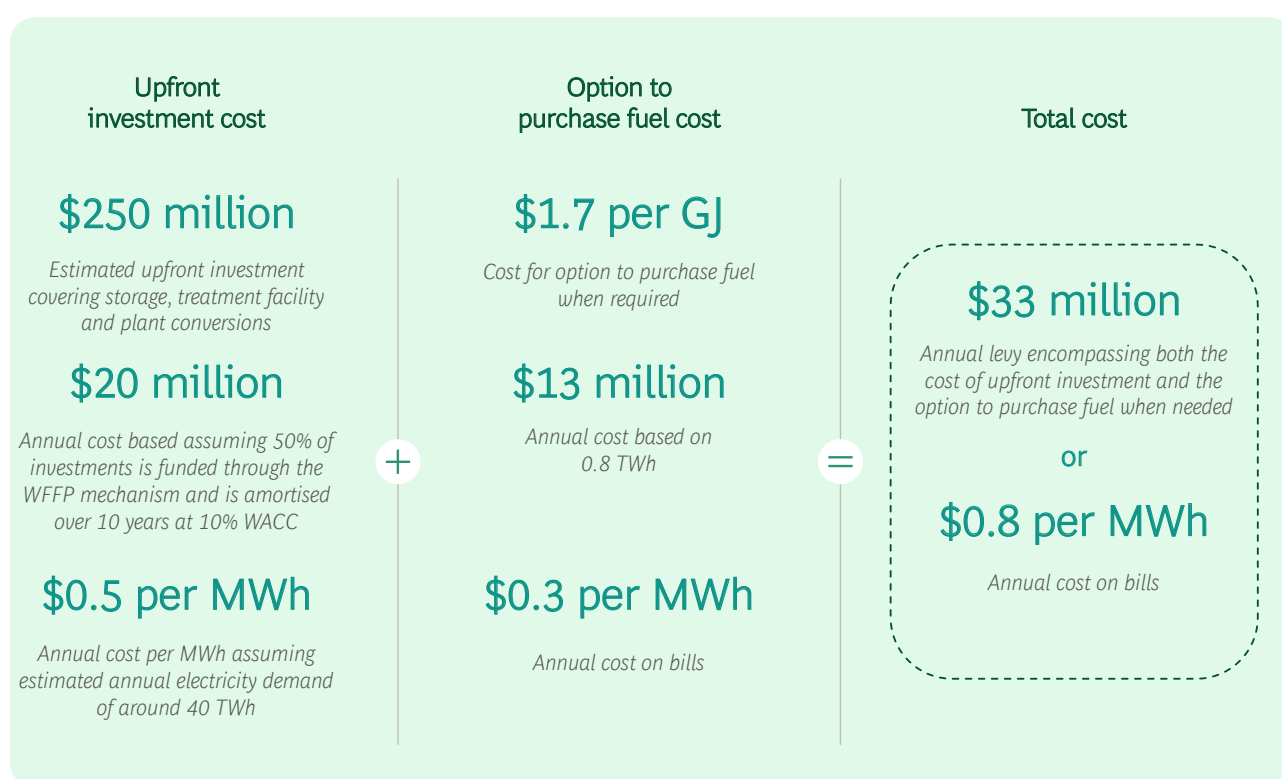 Upfront
investment cost
$250 million
Estimated upfront investment
covering storage, treatment facility
and plant conversions
$20 million
Annual cost based assuming 50% of
investments is funded through the
WFFP mechanism and is amortised
over 10 years at 10% WACC
$0.5 per MWh
Annual cost per MWh assuming
estimated annual electricity demand
of around 40 TWh
+
Option to
purchase fuel cost
$1.7 per GJ
Cost for option to purchase fuel
when required
$13 million
Annual cost based on
0.8 TWh
$0.3 per MWh
Annual cost on bills
=
Total cost
$33 million
Annual levy encompassing both the
cost of upfront investment and the
option to purchase fuel when needed
or
$0.8 per MWh
Annual cost on bills